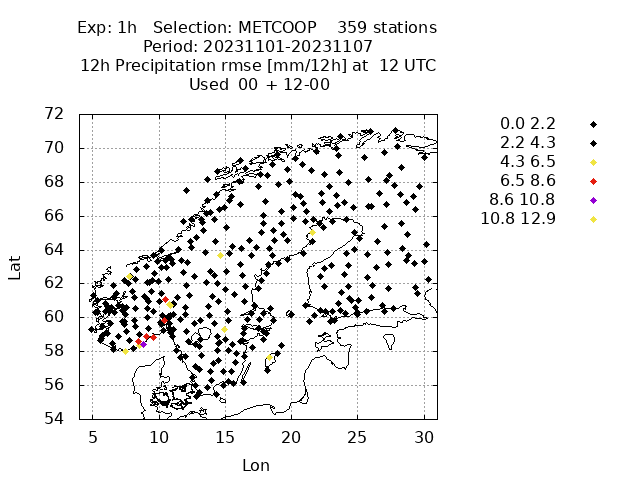 Exp: 1h   Selection: METCOOP    359 stations
Period: 20231101-20231107
12h Precipitation rmse [mm/12h] at  12 UTC
Used  00 + 12-00
0.0 2.2
2.2 4.3
4.3 6.5
6.5 8.6
8.6 10.8
10.8 12.9
72
70
68
66
64
62
60
58
56
54
Lat
5 10 15 20 25 30
Lon